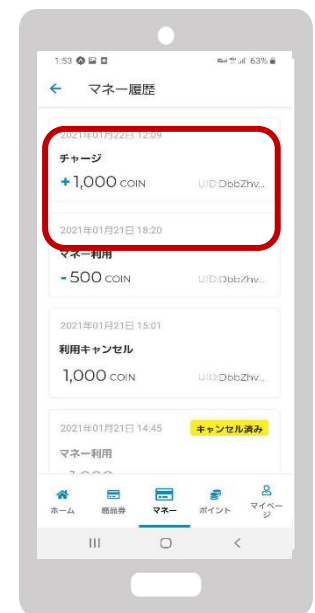 1:53 63%
← マネー履歴
2021年01月22日 12:09
チャージ
+1,000 COIN UID:DbbZhv...
2021年01月21日 18:20
マネー利用
- 500 COIN UID:DbbZhv...
2021年01月21日 15:01
利用キャンセル
1,000 COIN UID:DbbZhv...
2021年01月21日 14:45 キャンセル済み
マネー利用
ホーム 商品券 マネー ポイント マイページ